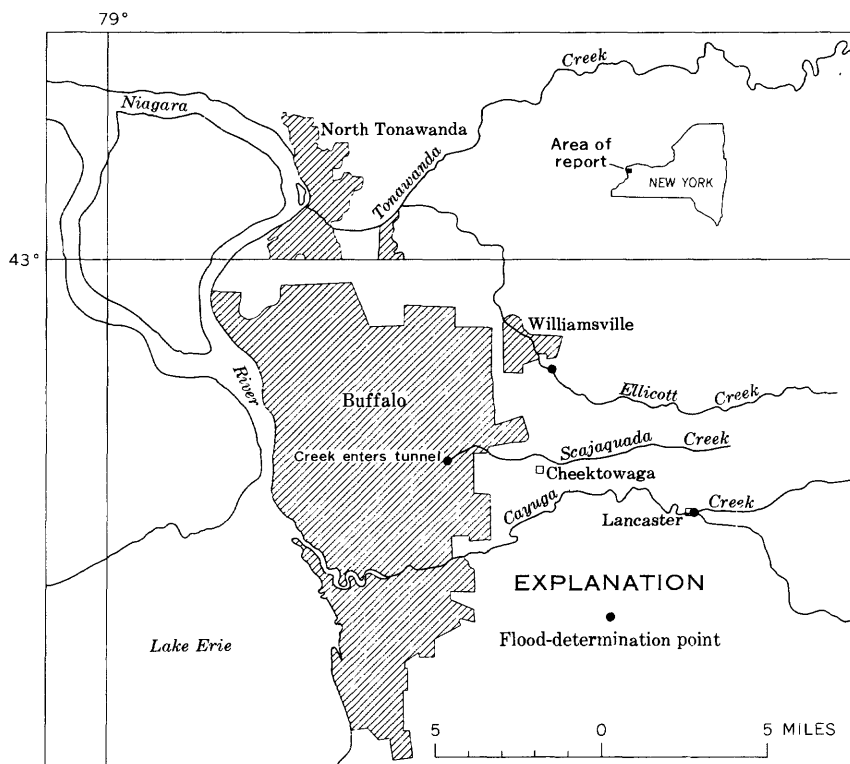 79°
Creek
Niagara
North Tonawanda
Area of
report
NEW YORK
Tonawanda
43°
Williamsville
River
Buffalo
Ellicott Creek
Creek enters tunnel
Scajaquada Creek
Cheektowaga
Cayuga Creek
Lancaster
EXPLANATION
Flood-determination point
Lake Erie
5 0 5 MILES